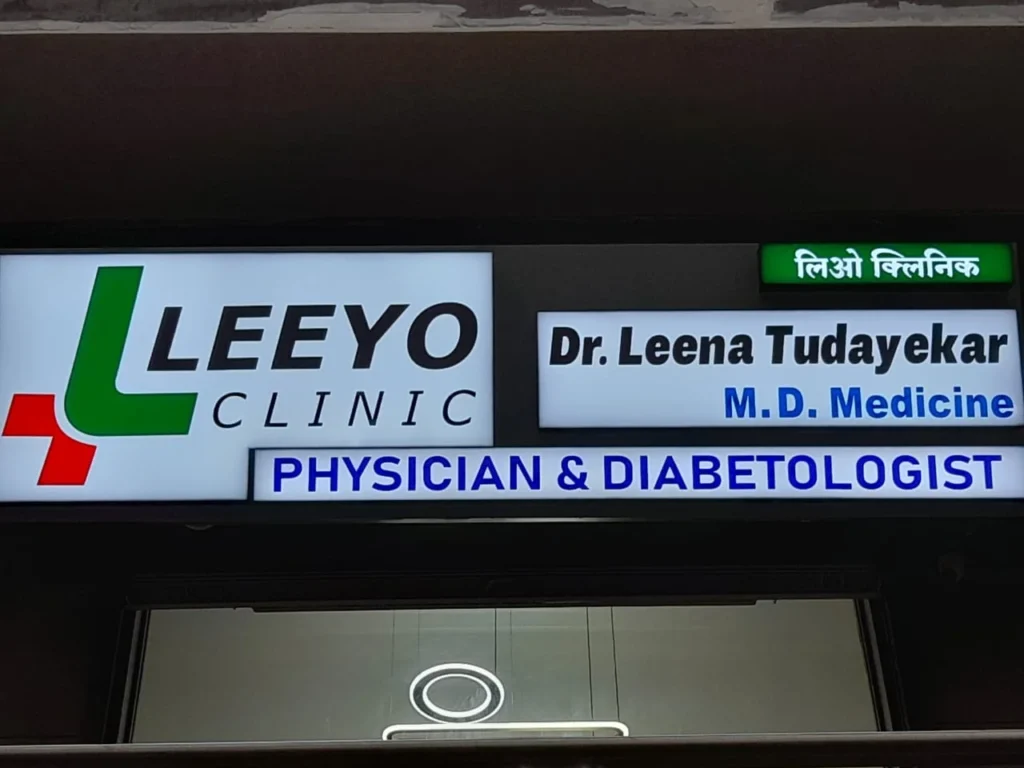 LEEYO
CLINIC
लिओ क्लिनिक
Dr. Leena Tudayekar
M.D. Medicine
PHYSICIAN & DIABETOLOGIST